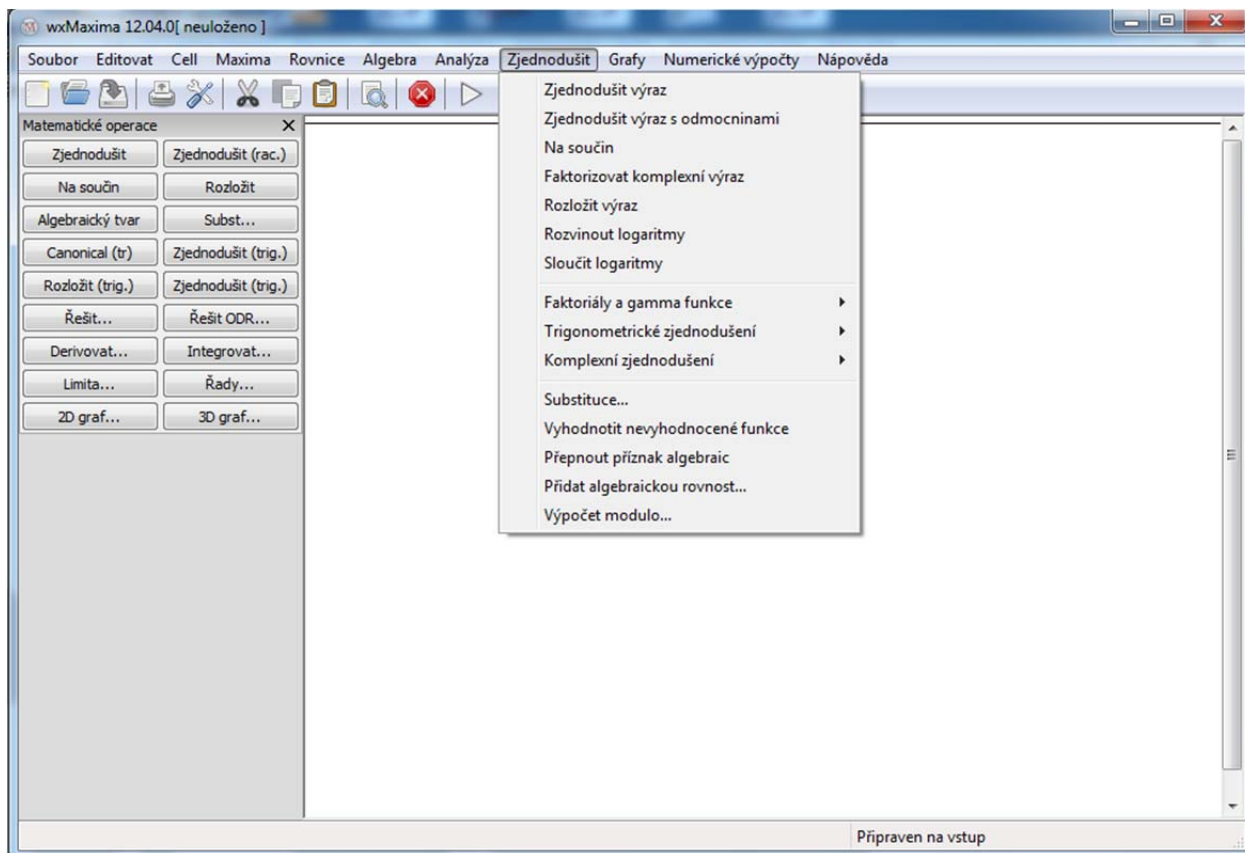 wxMaxima 12.04.0[ neuloženo ]
Soubor Editovat Cell Maxima Rovnice Algebra Analýza Zjednodušit Grafy Numerické výpočty Nápověda
Matematické operace
Zjednodušit Zjednodušit (rac.)
Na součin Rozložit
Algebraický tvar Subst...
Canonical (tr) Zjednodušit (trig.)
Rozložit (trig.) Zjednodušit (trig.)
Řešit... Řešit ODR...
Derivovat... Integrovat...
Limita... Řady...
2D graf... 3D graf...
Zjednodušit výraz
Zjednodušit výraz s odmocninami
Na součin
Faktorizovat komplexní výraz
Rozložit výraz
Rozvinout logaritmy
Sloučit logaritmy
Faktoriály a gamma funkce
Trigonometrické zjednodušení
Komplexní zjednodušení
Substituce...
Vyhodnotit nevyhodnocené funkce
Přepnout příznak algebraic
Přidat algebraickou rovnost...
Výpočet modulo...
Připraven na vstup